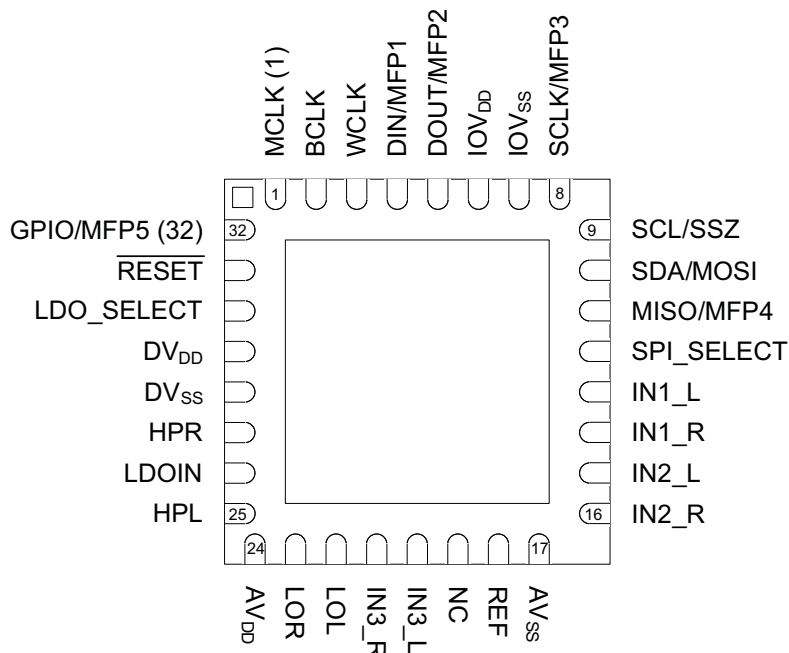 MCLK (1)
BCLK
WCLK
DIN/MFP1
DOUT/MFP2
IOVDD
IOVSS
SCLK/MFP3
1
8
GPIO/MFP5 (32)
32
9
SCL/SSZ
RESET
SDA/MOSI
LDO_SELECT
MISO/MFP4
DVDD
SPI_SELECT
DVSS
IN1_L
HPR
IN1_R
LDOIN
IN2_L
HPL
25
16
IN2_R
24
17
AVDD
LOR
LOL
IN3_R
IN3_L
NC
REF
AVSS